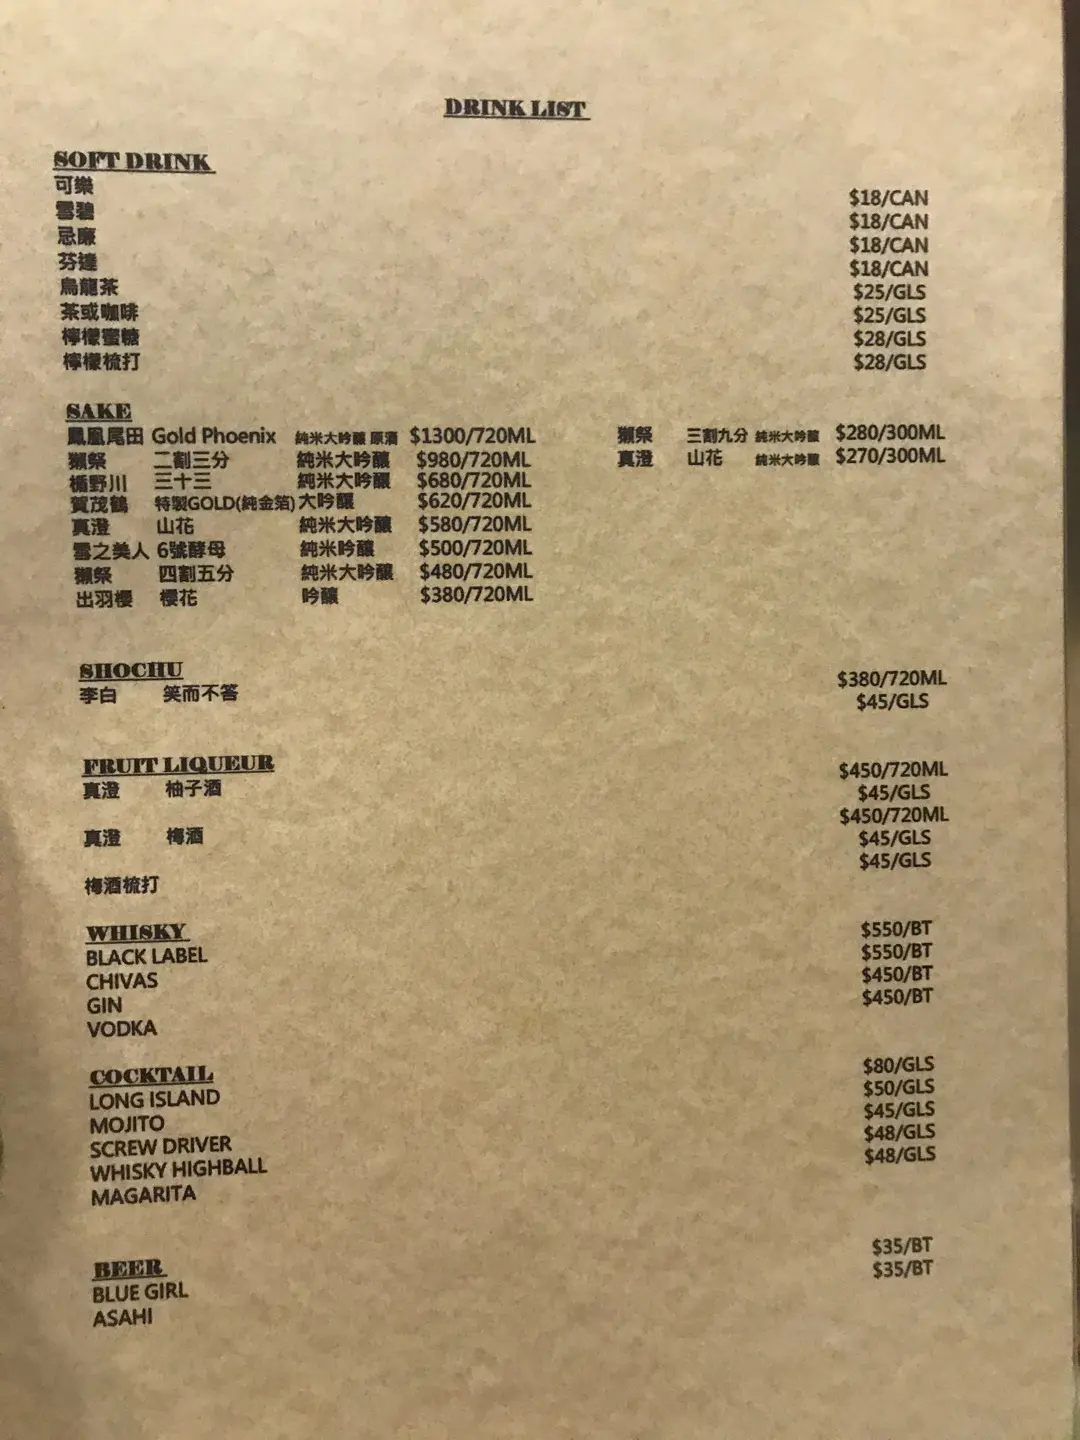 DRINK LIST
SOFT DRINK
可樂 $18/CAN
雪碧 $18/CAN
忌廉 $18/CAN
芬達 $18/CAN
烏龍茶 $25/GLS
茶或咖啡 $25/GLS
檸檬蜜糖 $28/GLS
檸檬梳打 $28/GLS
SAKE
鳳凰尾田 Gold Phoenix 純米大吟釀 原酒 $1300/720ML 獺祭 三割九分 純米大吟釀 $280/300ML
獺祭 二割三分 純米大吟釀 $980/720ML 真澄 山花 純米大吟釀 $270/300ML
楯野川 三十三 純米大吟釀 $680/720ML
賀茂鶴 特製GOLD(純金箔) 大吟釀 $620/720ML
真澄 山花 純米大吟釀 $580/720ML
雪之美人 6號酵母 純米吟釀 $500/720ML
獺祭 四割五分 純米大吟釀 $480/720ML
出羽櫻 櫻花 吟釀 $380/720ML
SHOCHU
李白 笑而不答 $380/720ML
$45/GLS
FRUIT LIQUEUR
真澄 柚子酒 $450/720ML
$45/GLS
真澄 梅酒 $450/720ML
$45/GLS
梅酒梳打 $45/GLS
WHISKY
BLACK LABEL $550/BT
CHIVAS $550/BT
GIN $450/BT
VODKA $450/BT
COCKTAIL
LONG ISLAND $80/GLS
MOJITO $50/GLS
SCREW DRIVER $45/GLS
WHISKY HIGHBALL $48/GLS
MAGARITA $48/GLS
BEER
BLUE GIRL $35/BT
ASAHI $35/BT